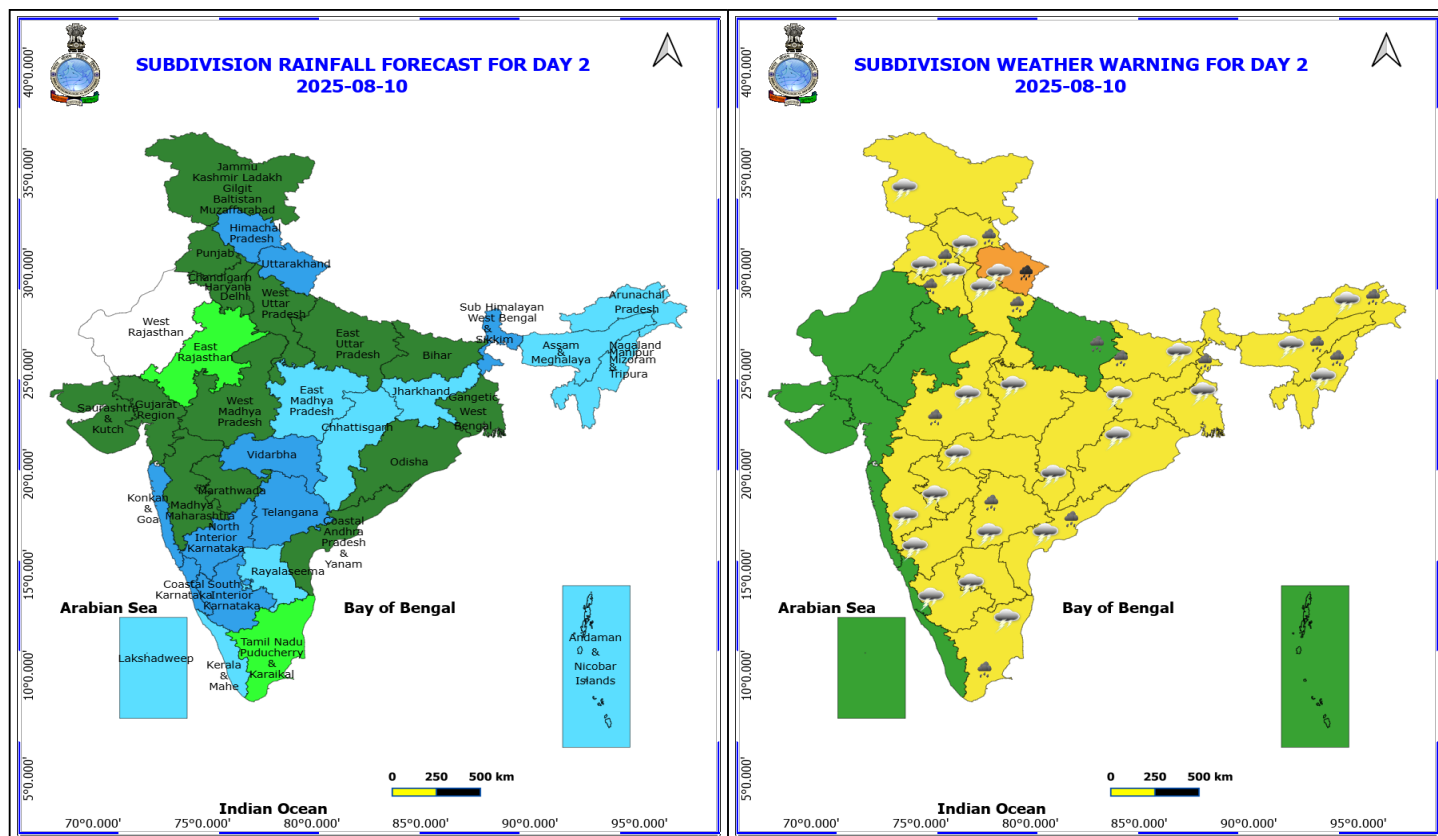 SUBDIVISION RAINFALL FORECAST FOR DAY 2
2025-08-10
40°0.000'
35°0.000'
30°0.000'
25°0.000'
20°0.000'
15°0.000'
10°0.000'
5°0.000'
Jammu
Kashmir Ladakh
Gilgit
Baltistan
Muzaffarabad
Himachal
Pradesh
Punjab
Uttarakhand
Chandigarh
Haryana
Delhi
West
Uttar
Pradesh
West
Rajasthan
East
Rajasthan
East
Uttar
Pradesh
Bihar
Sub Himalayan
West Bengal
&
Sikkim
Arunachal
Pradesh
Assam
&
Meghalaya
Nagaland
Manipur
Mizoram
&
Tripura
Saurashtra
&
Kutch
Gujarat
Region
West
Madhya
Pradesh
East
Madhya
Pradesh
Jharkhand
Gangetic
West
Bengal
Chhattisgarh
Odisha
Vidarbha
Konkan
&
Goa
Madhya
Maharashtra
Marathwada
Telangana
North
Interior
Karnataka
Coastal
Andhra
Pradesh
&
Yanam
Rayalaseema
Coastal
Karnataka
South
Interior
Karnataka
Tamil Nadu
Puducherry
&
Karaikal
Kerala
&
Mahe
Lakshadweep
Andaman
&
Nicobar
Islands
Arabian Sea
Bay of Bengal
0 250 500 km
Indian Ocean
70°0.000' 75°0.000' 80°0.000' 85°0.000' 90°0.000' 95°0.000'
SUBDIVISION WEATHER WARNING FOR DAY 2
2025-08-10
40°0.000'
35°0.000'
30°0.000'
25°0.000'
20°0.000'
15°0.000'
10°0.000'
5°0.000'
Arabian Sea
Bay of Bengal
0 250 500 km
Indian Ocean
70°0.000' 75°0.000' 80°0.000' 85°0.000' 90°0.000' 95°0.000'